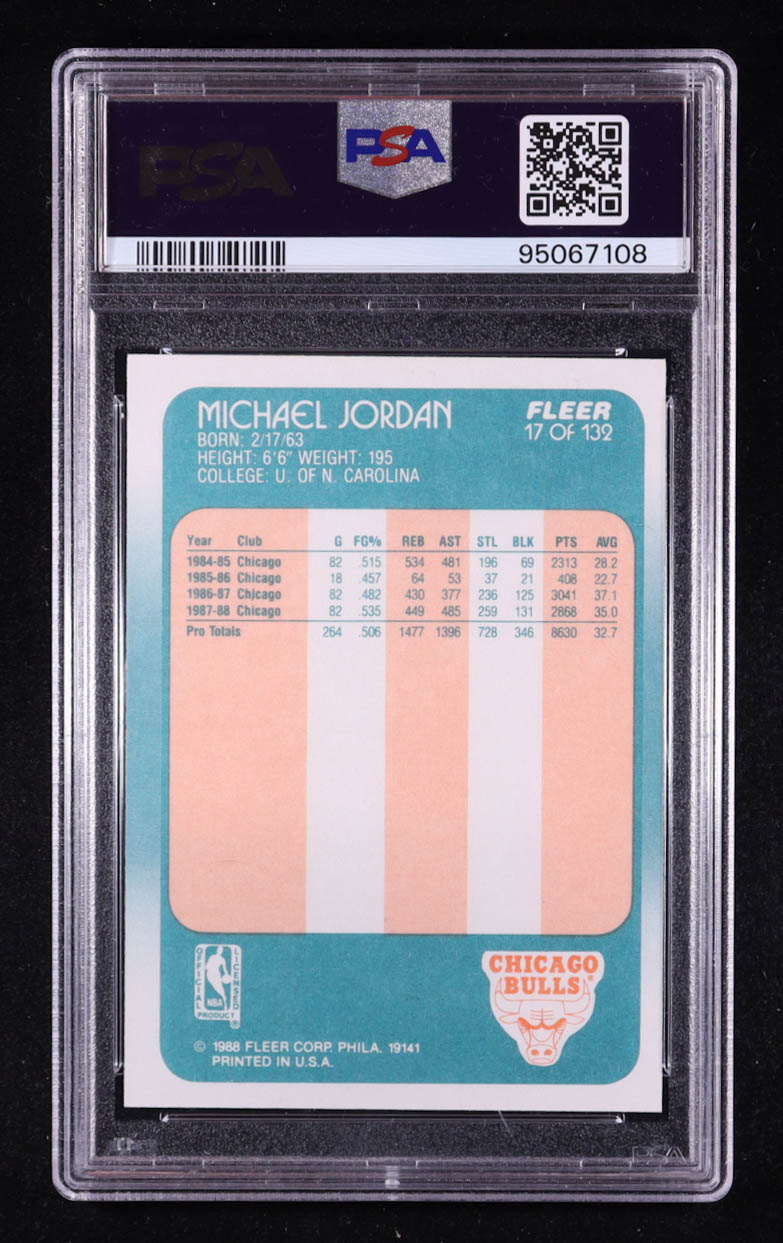 PSA
PSA
95067108
MICHAEL JORDAN
BORN: 2/17/63
HEIGHT: 6'6" WEIGHT: 195
COLLEGE: U. OF N. CAROLINA
FLEER
17 OF 132
Year Club G FG% REB AST STL BLK PTS AVG
1984-85 Chicago 82 .515 534 481 196 69 2313 28.2
1985-86 Chicago 18 .457 64 53 37 21 408 22.7
1986-87 Chicago 82 .482 430 377 236 125 3041 37.1
1987-88 Chicago 82 .535 449 485 259 131 2868 35.0
Pro Totals 264 .506 1477 1396 728 346 8630 32.7
OFFICIAL LICENSED
NBA
PRODUCT
®
CHICAGO
BULLS®
© 1988 FLEER CORP. PHILA. 19141
PRINTED IN U.S.A.
PSA